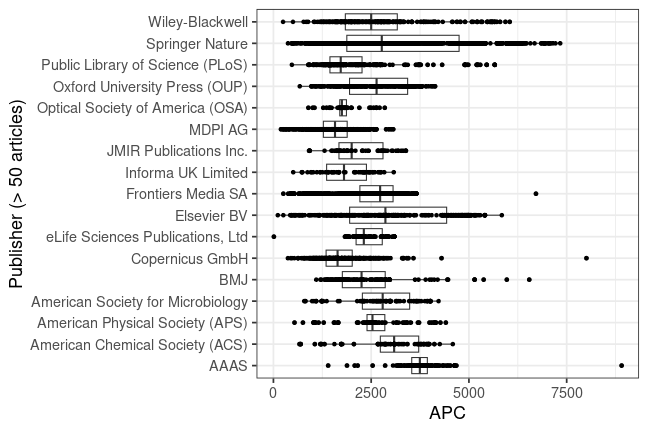 Publisher (> 50 articles)
Wiley-Blackwell
Springer Nature
Public Library of Science (PLoS)
Oxford University Press (OUP)
Optical Society of America (OSA)
MDPI AG
JMIR Publications Inc.
Informa UK Limited
Frontiers Media SA
Elsevier BV
eLife Sciences Publications, Ltd
Copernicus GmbH
BMJ
American Society for Microbiology
American Physical Society (APS)
American Chemical Society (ACS)
AAAS
0 2500 5000 7500
APC